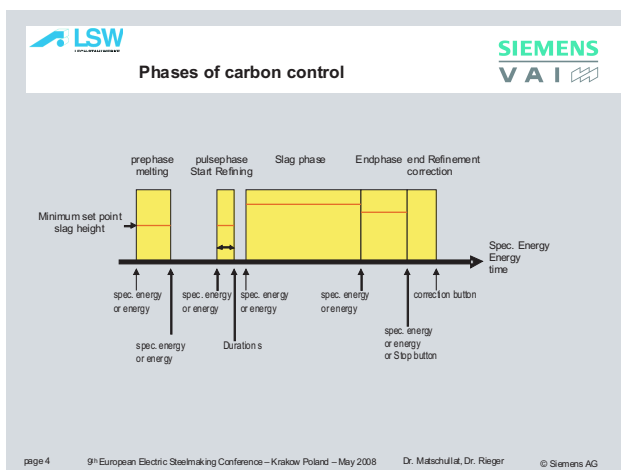 LSW
SIEMENS
VAI
Phases of carbon control
prephase
melting
pulsephase
Start Refining
Slag phase
Endphase
end Refinement
correction
Minimum set point
slag height
Spec. Energy
Energy
time
spec. energy
or energy
spec. energy
or energy
spec. energy
or energy
spec. energy
or energy
correction button
spec. energy
or energy
Duration s
spec. energy
or energy
or Stop button
page 4
9th European Electric Steelmaking Conference – Krakow Poland – May 2008
Dr. Matschullat, Dr. Rieger
© Siemens AG